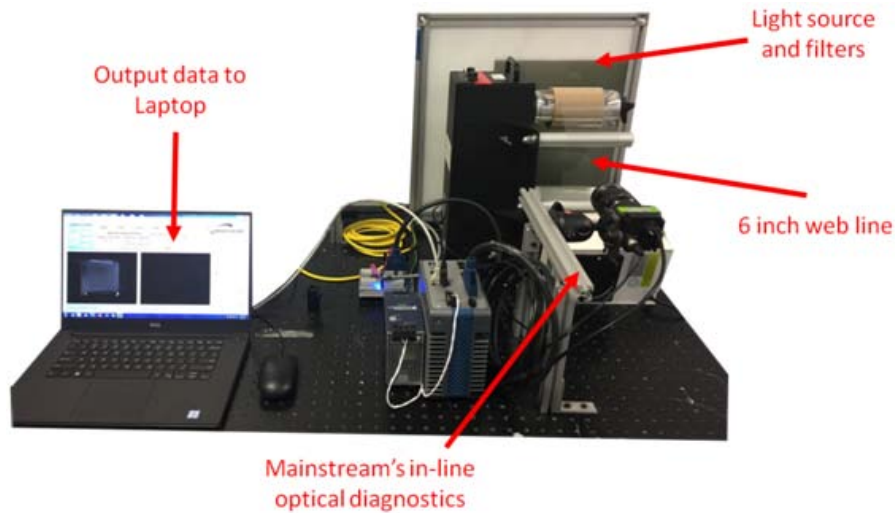 Light source
and filters
Output data to
Laptop
6 inch web line
Mainstream's in-line
optical diagnostics